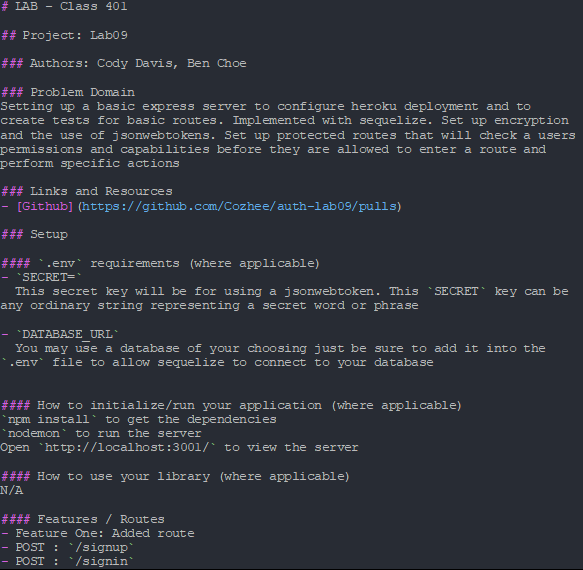 # LAB - Class 401
## Project: Lab09
### Authors: Cody Davis, Ben Choe
### Problem Domain
Setting up a basic express server to configure heroku deployment and to
create tests for basic routes. Implemented with sequelize. Set up encryption
and the use of jsonwebtokens. Set up protected routes that will check a users
permissions and capabilities before they are allowed to enter a route and
perform specific actions
### Links and Resources
- [Github](https://github.com/Cozhee/auth-lab09/pulls)
### Setup
#### `.env` requirements (where applicable)
- `SECRET=`
This secret key will be for using a jsonwebtoken. This `SECRET` key can be
any ordinary string representing a secret word or phrase
- `DATABASE_URL`
You may use a database of your choosing just be sure to add it into the
`.env` file to allow sequelize to connect to your database
#### How to initialize/run your application (where applicable)
`npm install` to get the dependencies
`nodemon` to run the server
Open `http://localhost:3001/` to view the server
#### How to use your library (where applicable)
N/A
#### Features / Routes
- Feature One: Added route
- POST : `/signup`
- POST : `/signin`